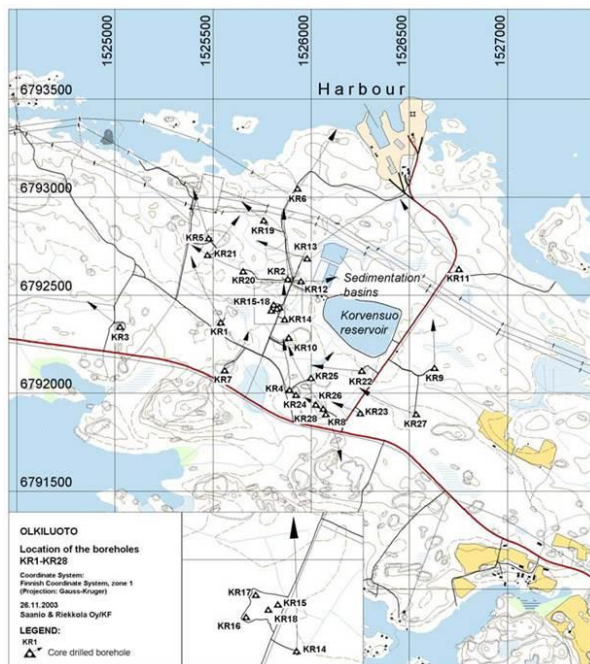 1525000
1525500
1526000
1526500
1527000
Harbour
6793500
6793000
KR6
KR19
KR5
KR21
KR13
KR20
KR2
KR12
KR11
Sedimentation
basins
6792500
KR15-18
KR14
Korvensuo
reservoir
KR3
KR1
KR10
KR7
KR25
KR22
KR9
6792000
KR4
KR24
KR26
KR28
KR8
KR23
KR27
6791500
OLKILUOTO
Location of the boreholes
KR1-KR28
Coordinate System:
Finnish Coordinate System, zone 1
(Projection: Gauss-Kruger)
26.11.2003
Saanio & Riekkola Oy/KF
LEGEND:
KR1
Core drilled borehole
KR17
KR15
KR18
KR16
KR14